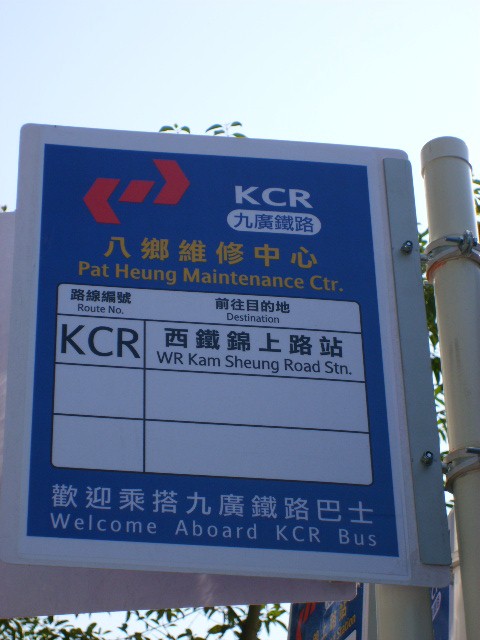 KCR
九廣鐵路
八鄉維修中心
Pat Heung Maintenance Ctr.
路線編號 前往目的地
Route No. Destination
KCR 西鐵錦上路站
WR Kam Sheung Road Stn.
歡迎乘搭九廣鐵路巴士
Welcome Aboard KCR Bus